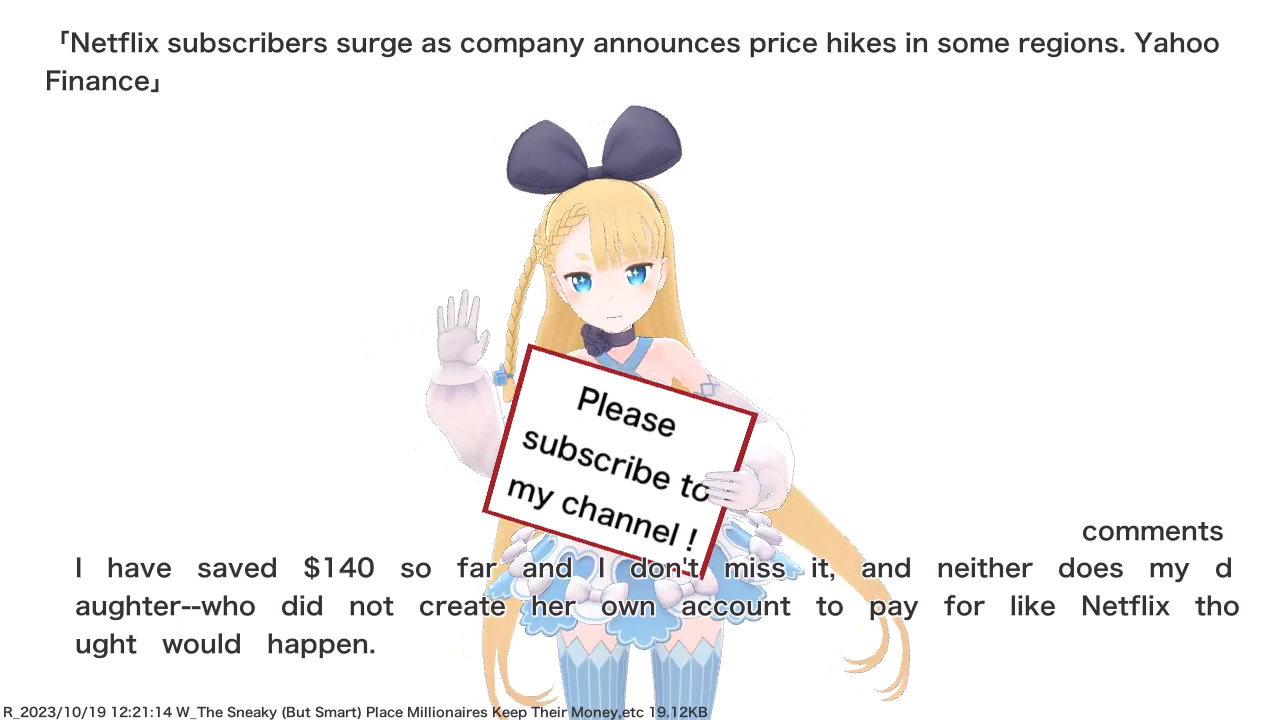 「Netflix subscribers surge as company announces price hikes in some regions. Yahoo
Finance」
Please
subscribe to
my channel !
comments
I have saved $140 so far and I don't miss it, and neither does my d
aughter--who did not create her own account to pay for like Netflix tho
ught would happen.
R_2023/10/19 12:21:14 W_The Sneaky (But Smart) Place Millionaires Keep Their Money,etc 19.12KB